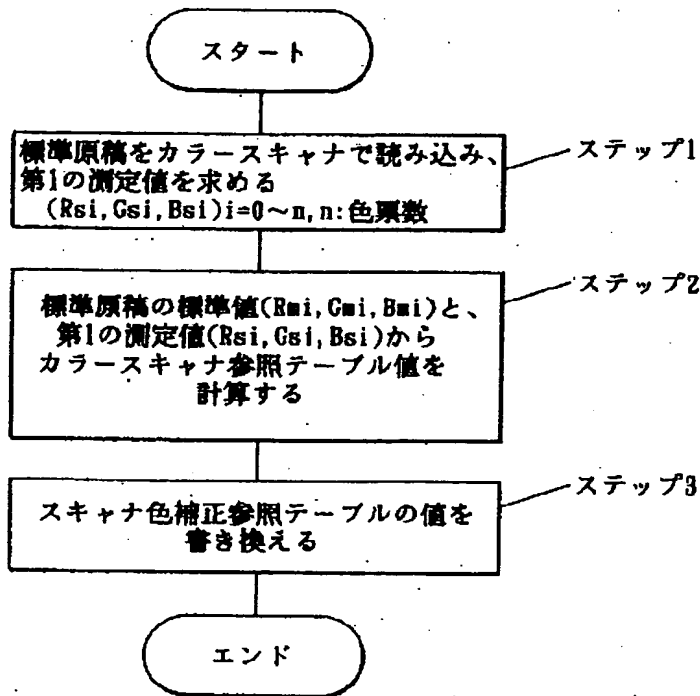 スタート
標準原稿をカラースキャナで読み込み、
ステップ1
第1の測定値を求める
(Rsi,Gsi,Bsi)i=0~n,n:色票数
標準原稿の標準値(Rmi,Gmi,Bmi)と、
ステップ2
第1の測定値(Rsi,Gsi,Bsi)から
カラースキャナ参照テーブル値を
計算する
スキャナ色補正参照テーブルの値を
ステップ3
書き換える
エンド